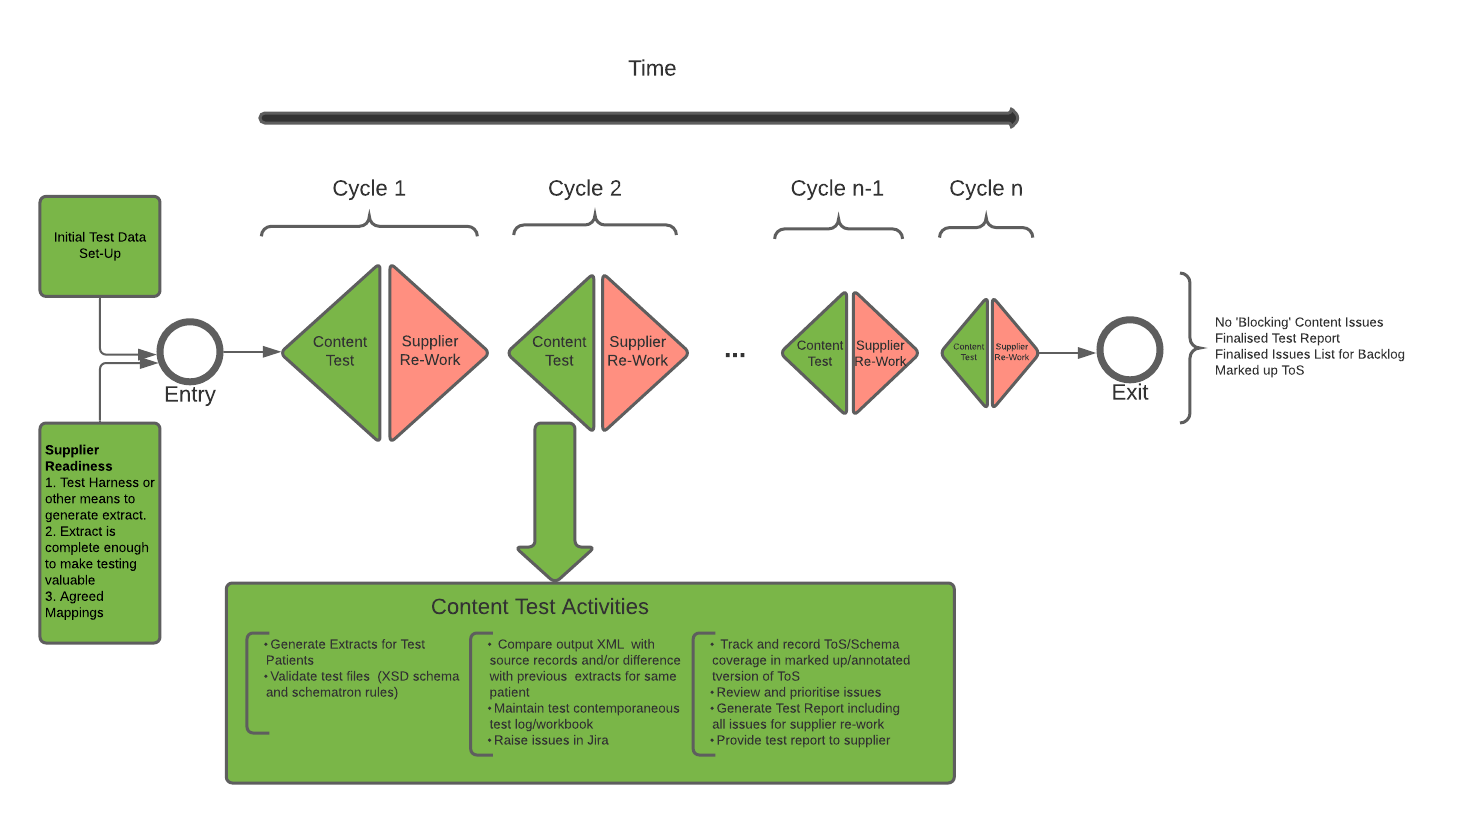 Time
Cycle 1
Cycle 2
Cycle n-1
Cycle n
Initial Test Data
Set-Up
Entry
Supplier
Readiness
1. Test Harness or
other means to
generate extract.
2. Extract is
complete enough
to make testing
valuable
3. Agreed
Mappings
Content
Test
Supplier
Re-Work
Content
Test
Supplier
Re-Work
...
Content
Test
Supplier
Re-Work
Content
Test
Supplier
Re-Work
Exit
No 'Blocking' Content Issues
Finalised Test Report
Finalised Issues List for Backlog
Marked up ToS
Content Test Activities
• Generate Extracts for Test
Patients
• Validate test files (XSD schema
and schematron rules)
• Compare output XML with
source records and/or difference
with previous extracts for same
patient
• Maintain test contemporaneous
test log/workbook
• Raise issues in Jira
• Track and record ToS/Schema
coverage in marked up/annotated
tversion of ToS
• Review and prioritise issues
• Generate Test Report including
all issues for supplier re-work
• Provide test report to supplier